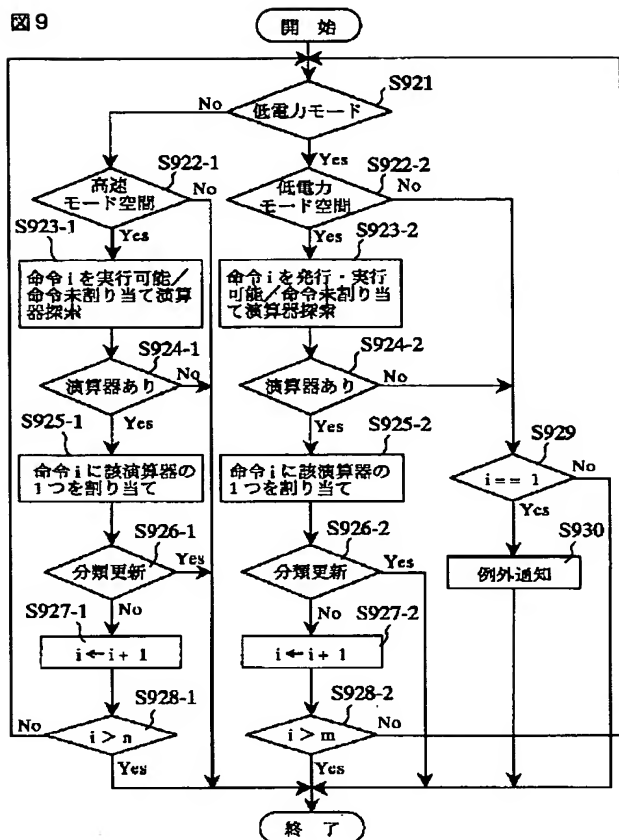 図9
開 始
S921
No
低電力モード
Yes
S922-1
高速
モード空間
No
Yes
S922-2
低電力
モード空間
No
Yes
S923-1
命令iを実行可能/
命令未割り当て演算
器探索
S923-2
命令iを発行・実行
可能/命令未割り当
て演算器探索
S924-1
演算器あり
No
Yes
S924-2
演算器あり
No
Yes
S925-1
命令iに該演算器の
1つを割り当て
S925-2
命令iに該演算器の
1つを割り当て
S929
i == 1
No
Yes
S926-1
分類更新
Yes
No
S926-2
分類更新
Yes
No
S930
例外通知
S927-1
i←i+1
S927-2
i←i+1
S928-1
No
i>n
Yes
S928-2
i>m
No
Yes
終 了